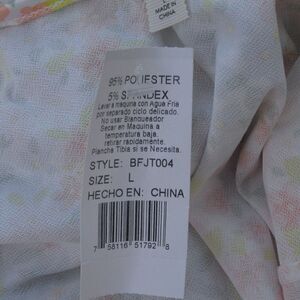 MADE IN
CHINA
95% POLIESTER
5% SPANDEX
Lavar a maquina con Agua Fria
por separado ciclo delicado.
No usar Blanqueador
Secar en Maquina a
temperatura baja,
retirar rapidamente.
Plancha Tibia si se Necesita.
STYLE: BFJT004
SIZE: L
HECHO EN: CHINA
7 58116 51792 8